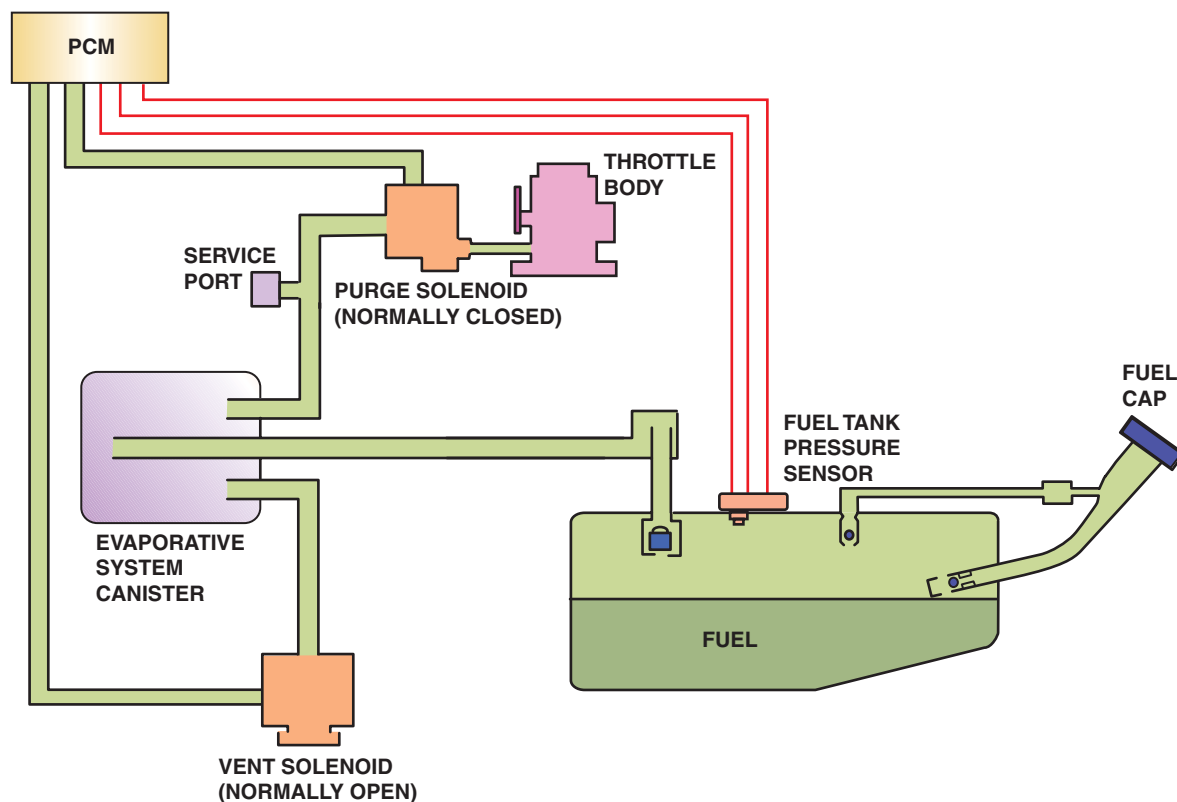 PCM
THROTTLE
BODY
SERVICE
PORT
PURGE SOLENOID
(NORMALLY CLOSED)
FUEL
CAP
FUEL TANK
PRESSURE
SENSOR
EVAPORATIVE
SYSTEM
CANISTER
FUEL
VENT SOLENOID
(NORMALLY OPEN)